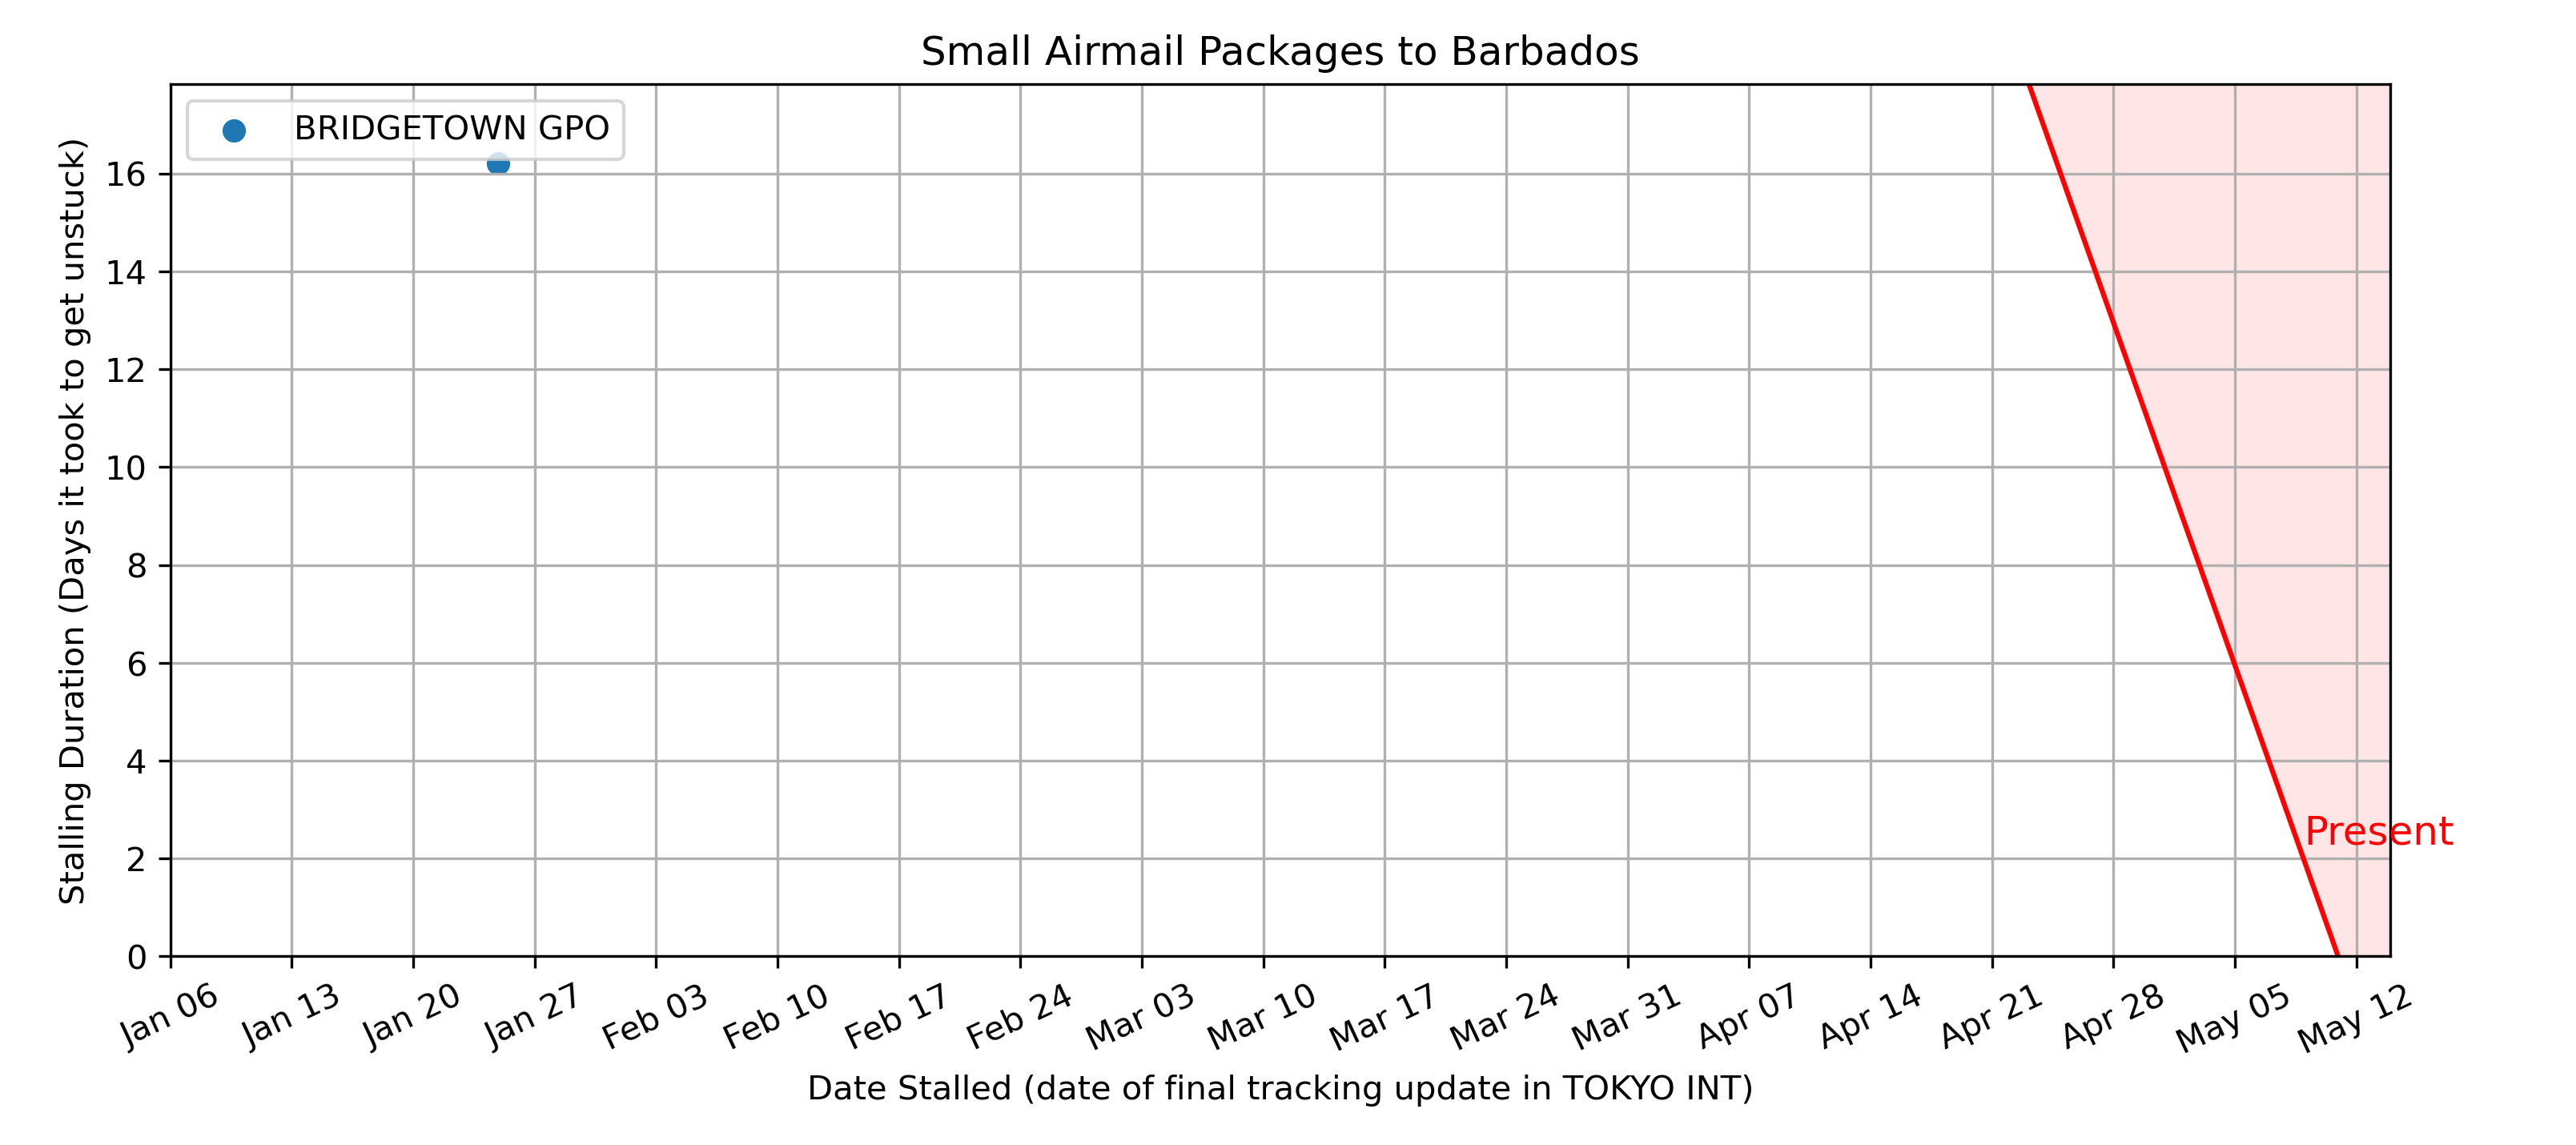 Small Airmail Packages to Barbados
BRIDGETOWN GPO
Stalling Duration (Days it took to get unstuck)
16
14
12
10
8
6
4
2
0
Present
Jan 06
Jan 13
Jan 20
Jan 27
Feb 03
Feb 10
Feb 17
Feb 24
Mar 03
Mar 10
Mar 17
Mar 24
Mar 31
Apr 07
Apr 14
Apr 21
Apr 28
May 05
May 12
Date Stalled (date of final tracking update in TOKYO INT)